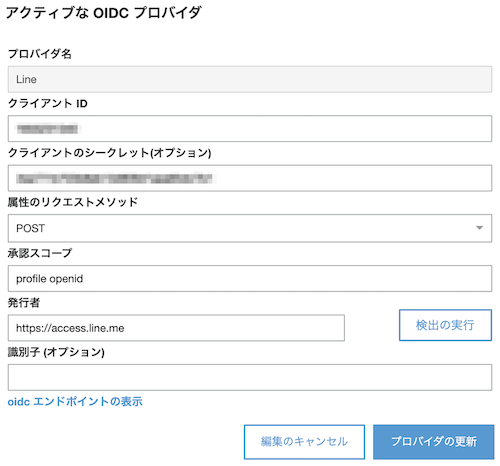 アクティブな OIDC プロバイダ
プロバイダ名
Line
クライアント ID
クライアントのシークレット(オプション)
属性のリクエストメソッド
POST
承認スコープ
profile openid
発行者
https://access.line.me
検出の実行
識別子 (オプション)
oidc エンドポイントの表示
編集のキャンセル
プロバイダの更新